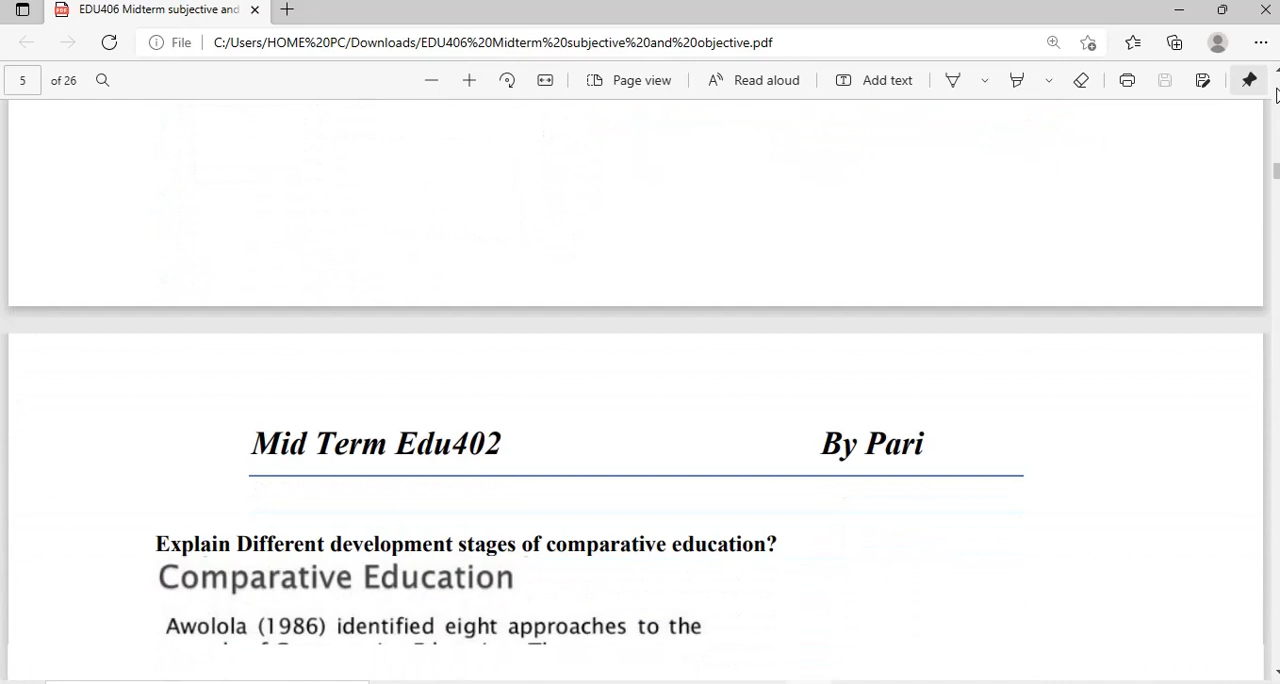 EDU406 Midterm subjective and
File
C:/Users/HOME%20PC/Downloads/EDU406%20Midterm%20subjective%20and%20objective.pdf
5 of 26
Page view
Read aloud
Add text
Mid Term Edu402 By Pari
Explain Different development stages of comparative education?
Comparative Education
Awolola (1986) identified eight approaches to the